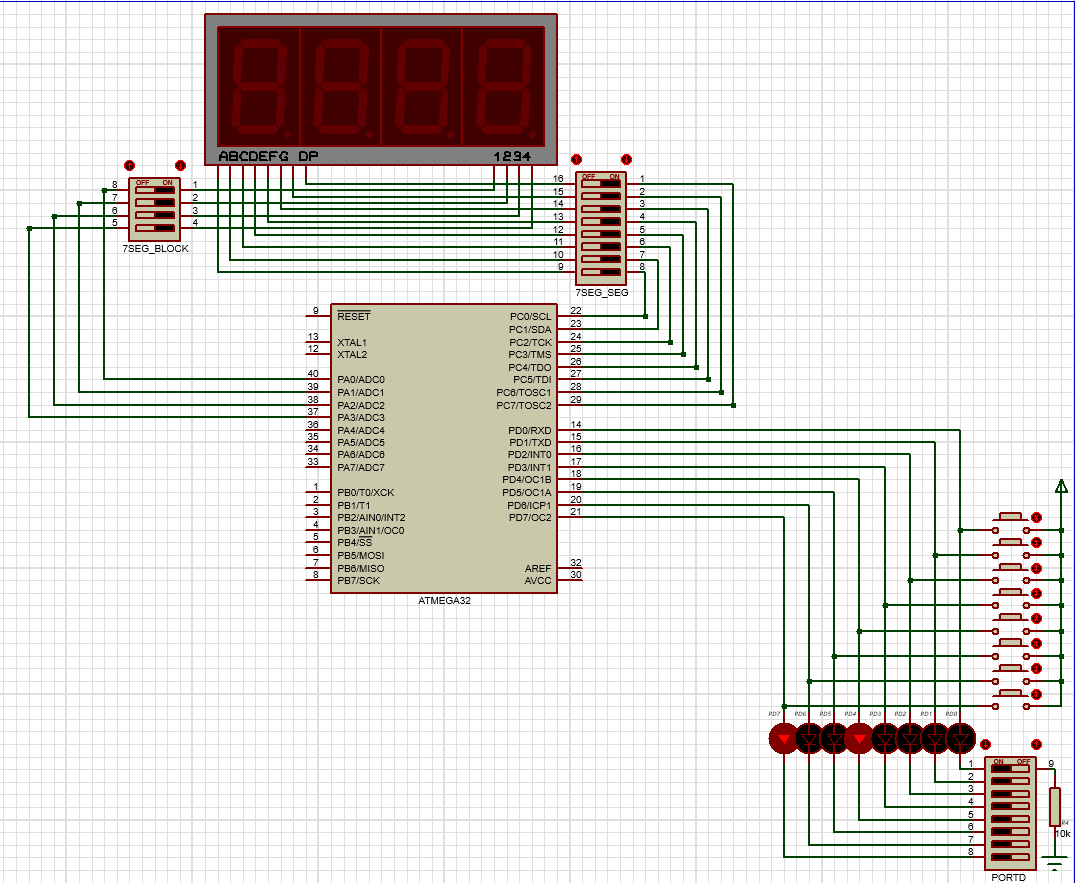 ABCDEFG DP 1234
OFF ON
8 1
7 2
6 3
5 4
7SEG_BLOCK
OFF ON
16 1
15 2
14 3
13 4
12 5
11 6
10 7
9 8
7SEG_SEG
9 RESET
13 XTAL1
12 XTAL2
40 PA0/ADC0
39 PA1/ADC1
38 PA2/ADC2
37 PA3/ADC3
36 PA4/ADC4
35 PA5/ADC5
34 PA6/ADC6
33 PA7/ADC7
1 PB0/T0/XCK
2 PB1/T1
3 PB2/AIN0/INT2
4 PB3/AIN1/OC0
5 PB4/SS
6 PB5/MOSI
7 PB6/MISO
8 PB7/SCK
PC0/SCL 22
PC1/SDA 23
PC2/TCK 24
PC3/TMS 25
PC4/TDO 26
PC5/TDI 27
PC6/TOSC1 28
PC7/TOSC2 29
PD0/RXD 14
PD1/TXD 15
PD2/INT0 16
PD3/INT1 17
PD4/OC1B 18
PD5/OC1A 19
PD6/ICP1 20
PD7/OC2 21
AREF 32
AVCC 30
ATMEGA32
PD7 PD6 PD5 PD4 PD3 PD2 PD1 PD0
ON OFF
1 9
2
3
4
5
6
7
8
R4
10k
PORTD